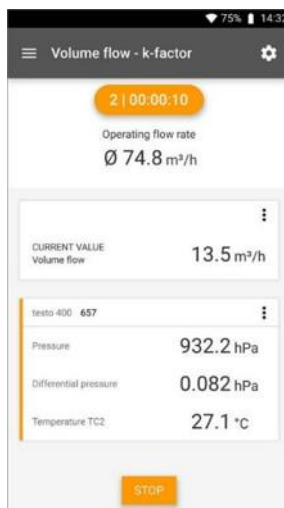 75% 14:32
Volume flow - k-factor
2 | 00:00:10
Operating flow rate
Ø 74.8 m³/h
CURRENT VALUE
Volume flow
13.5 m³/h
testo 400 657
Pressure 932.2 hPa
Differential pressure 0.082 hPa
Temperature TC2 27.1 °C
STOP